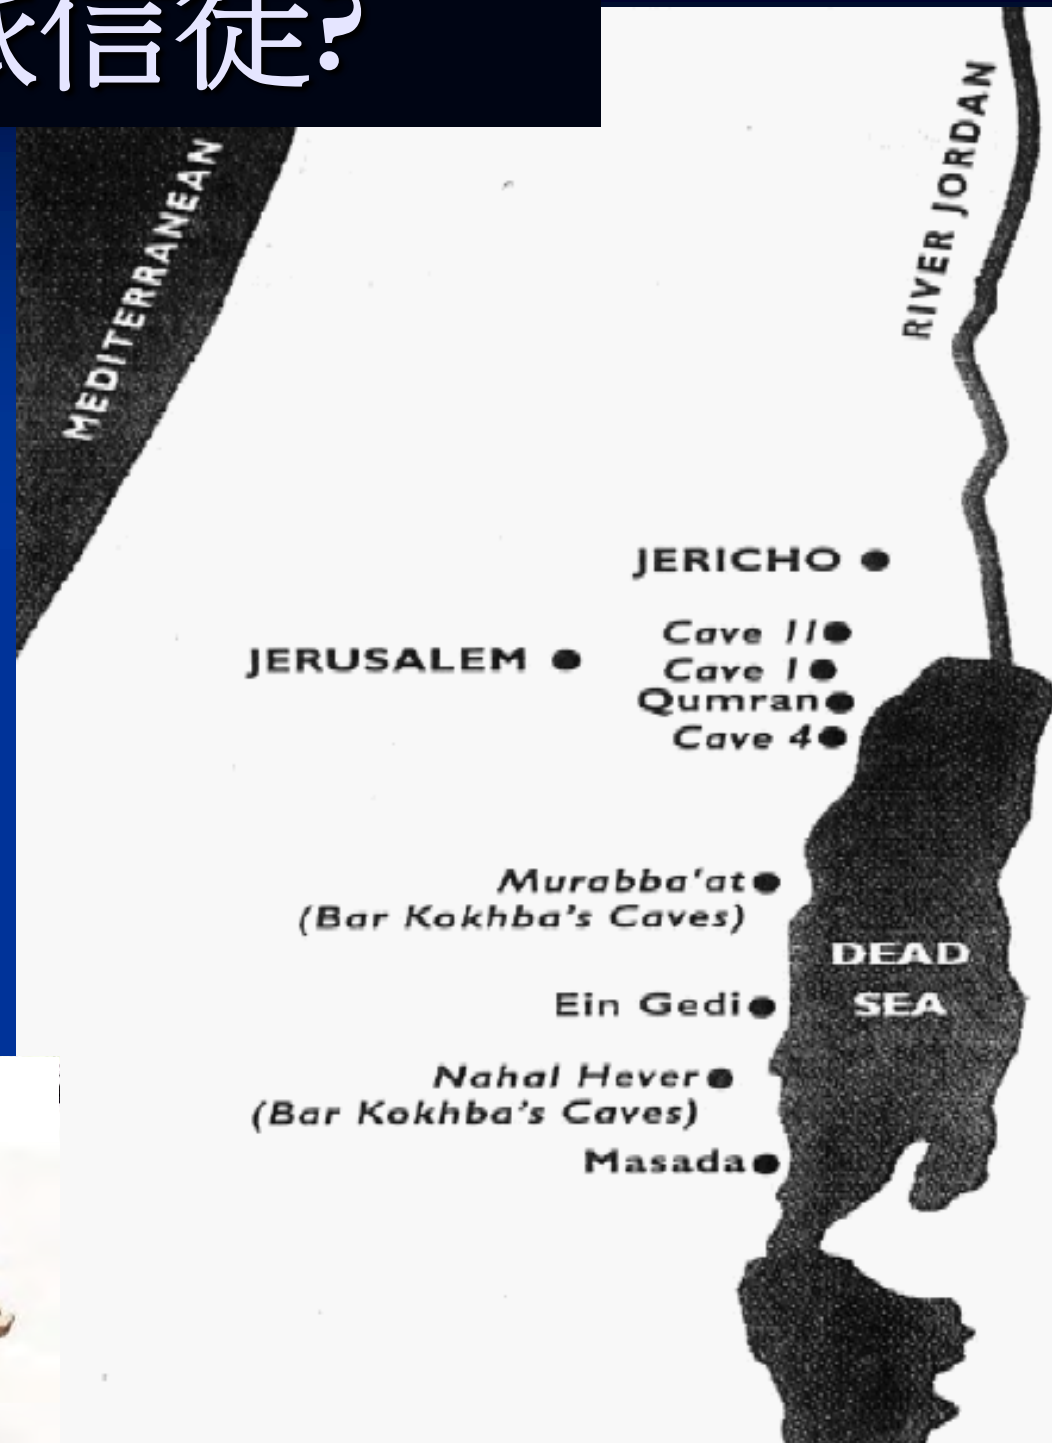 信徒?
MEDITERRANEAN
RIVER JORDAN
JERICHO
Cave 11
JERUSALEM
Cave 1
Qumran
Cave 4
Murabba'at
(Bar Kokhba's Caves)
DEAD
SEA
Ein Gedi
Nahal Hever
(Bar Kokhba's Caves)
Masada